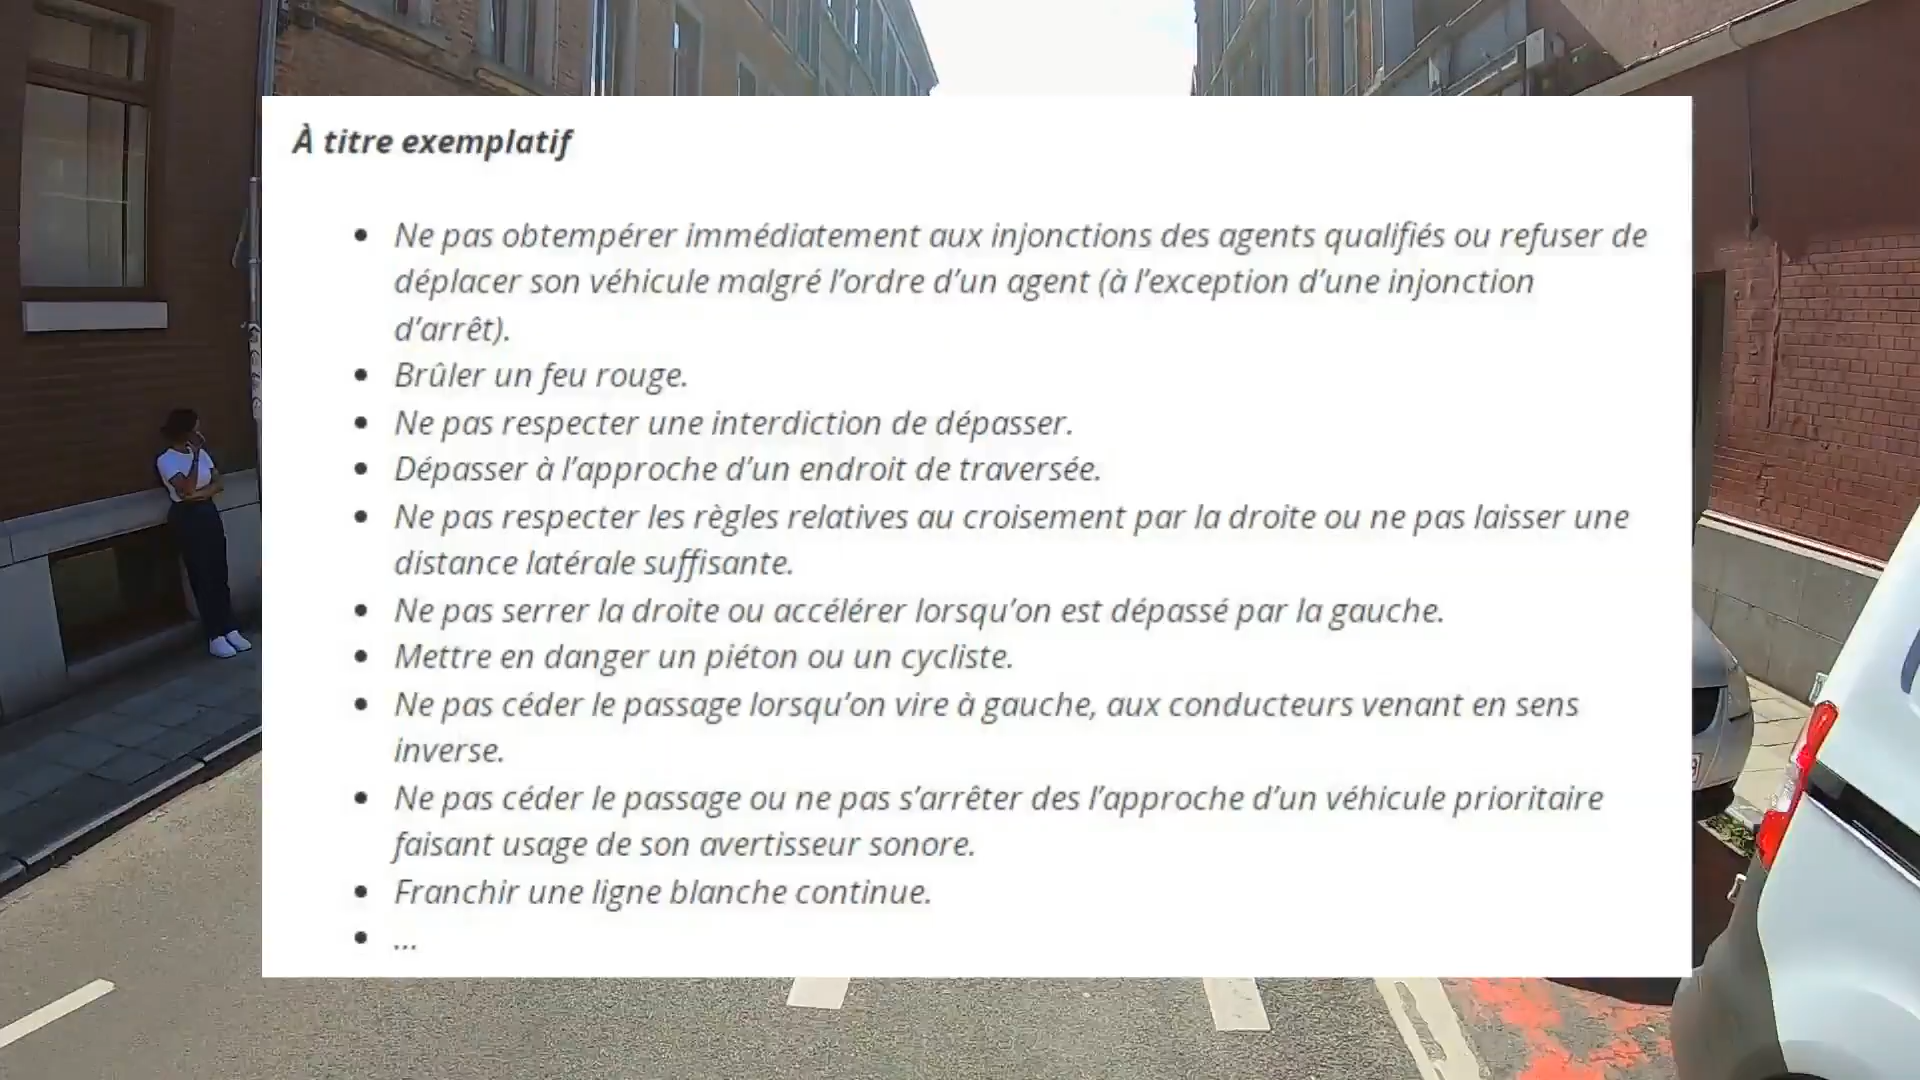 À titre exemplatif
• Ne pas obtempérer immédiatement aux injonctions des agents qualifiés ou refuser de
déplacer son véhicule malgré l’ordre d’un agent (à l’exception d’une injonction
d’arrêt).
• Brûler un feu rouge.
• Ne pas respecter une interdiction de dépasser.
• Dépasser à l’approche d’un endroit de traversée.
• Ne pas respecter les règles relatives au croisement par la droite ou ne pas laisser une
distance latérale suffisante.
• Ne pas serrer la droite ou accélérer lorsqu’on est dépassé par la gauche.
• Mettre en danger un piéton ou un cycliste.
• Ne pas céder le passage lorsqu’on vire à gauche, aux conducteurs venant en sens
inverse.
• Ne pas céder le passage ou ne pas s’arrêter des l’approche d’un véhicule prioritaire
faisant usage de son avertisseur sonore.
• Franchir une ligne blanche continue.
• ...